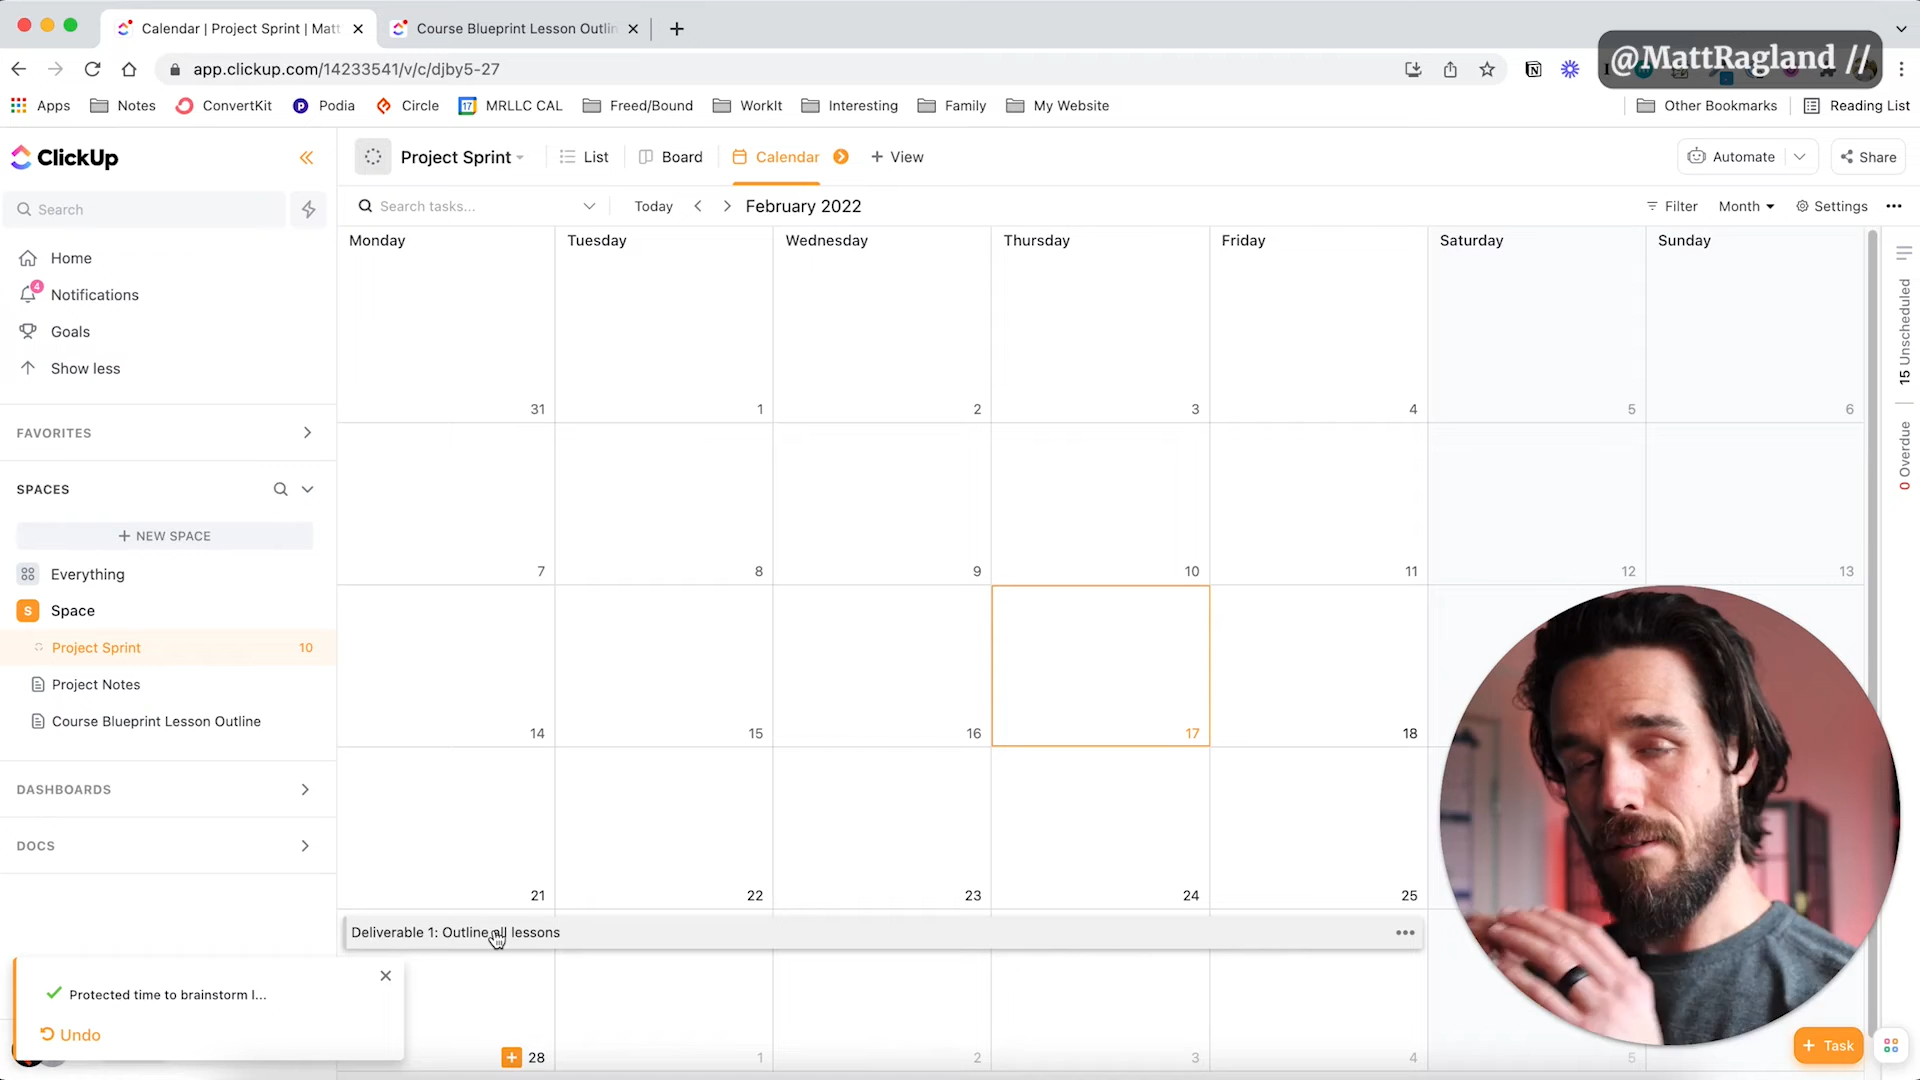 Calendar | Project Sprint | Matt
Course Blueprint Lesson Outlin
@MattRagland //
app.clickup.com/14233541/v/c/djby5-27
Apps
Notes
ConvertKit
Podia
Circle
17
MRLLC CAL
Freed/Bound
WorkIt
Interesting
Family
My Website
Other Bookmarks
Reading List
ClickUp
Project Sprint
List
Board
Calendar
+ View
Automate
Share
Search
Search tasks...
Today
February 2022
Filter
Month
Settings
Monday
Tuesday
Wednesday
Thursday
Friday
Saturday
Sunday
Home
4
Notifications
Goals
Show less
15 Unscheduled
0 Overdue
31
1
2
3
4
5
6
FAVORITES
SPACES
+ NEW SPACE
Everything
S
Space
Project Sprint
10
Project Notes
Course Blueprint Lesson Outline
7
8
9
10
11
12
13
14
15
16
17
18
DASHBOARDS
DOCS
21
22
23
24
25
Deliverable 1: Outline all lessons
Protected time to brainstorm l...
Undo
+
28
1
2
3
4
5
+ Task